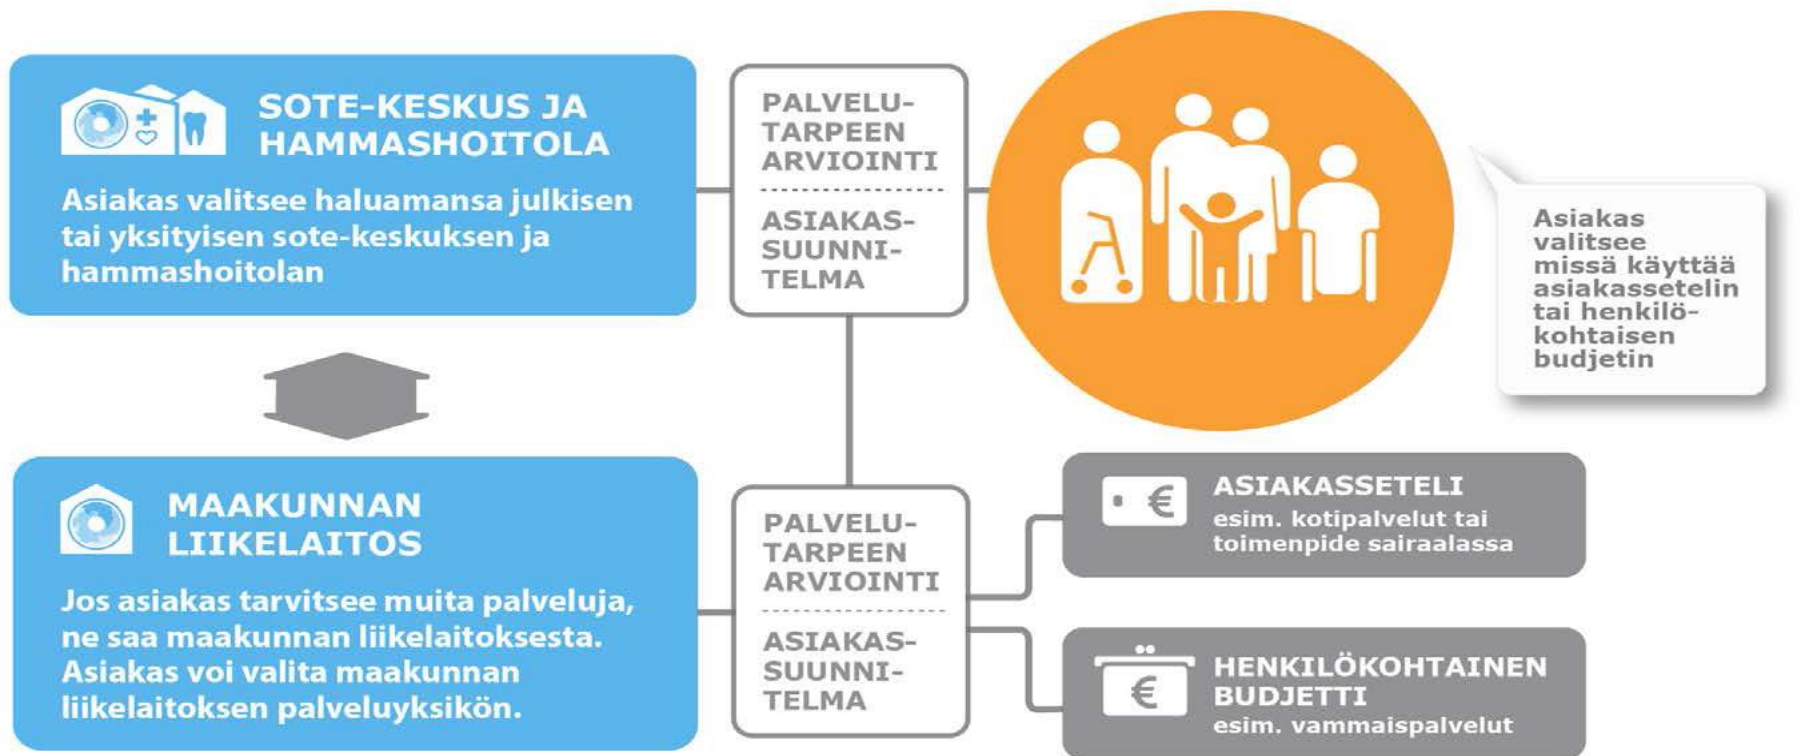 SOTE-KESKUS JA
HAMMASHOITOLA
Asiakas valitsee haluamansa julkisen
tai yksityisen sote-keskuksen ja
hammashoitolan
PALVELU-
TARPEEN
ARVIOINTI
ASIAKAS-
SUUNNI-
TELMA
Asiakas
valitsee
missä käyttää
asiakassetelin
tai henkilö-
kohtaisen
budjetin
MAAKUNNAN
LIIKELAITOS
Jos asiakas tarvitsee muita palveluja,
ne saa maakunnan liikelaitoksesta.
Asiakas voi valita maakunnan
liikelaitoksen palveluyksikön.
PALVELU-
TARPEEN
ARVIOINTI
ASIAKAS-
SUUNNI-
TELMA
€
ASIAKASSETELI
esim. kotipalvelut tai
toimenpide sairaalassa
€
HENKILÖKOHTAINEN
BUDJETTI
esim. vammaispalvelut